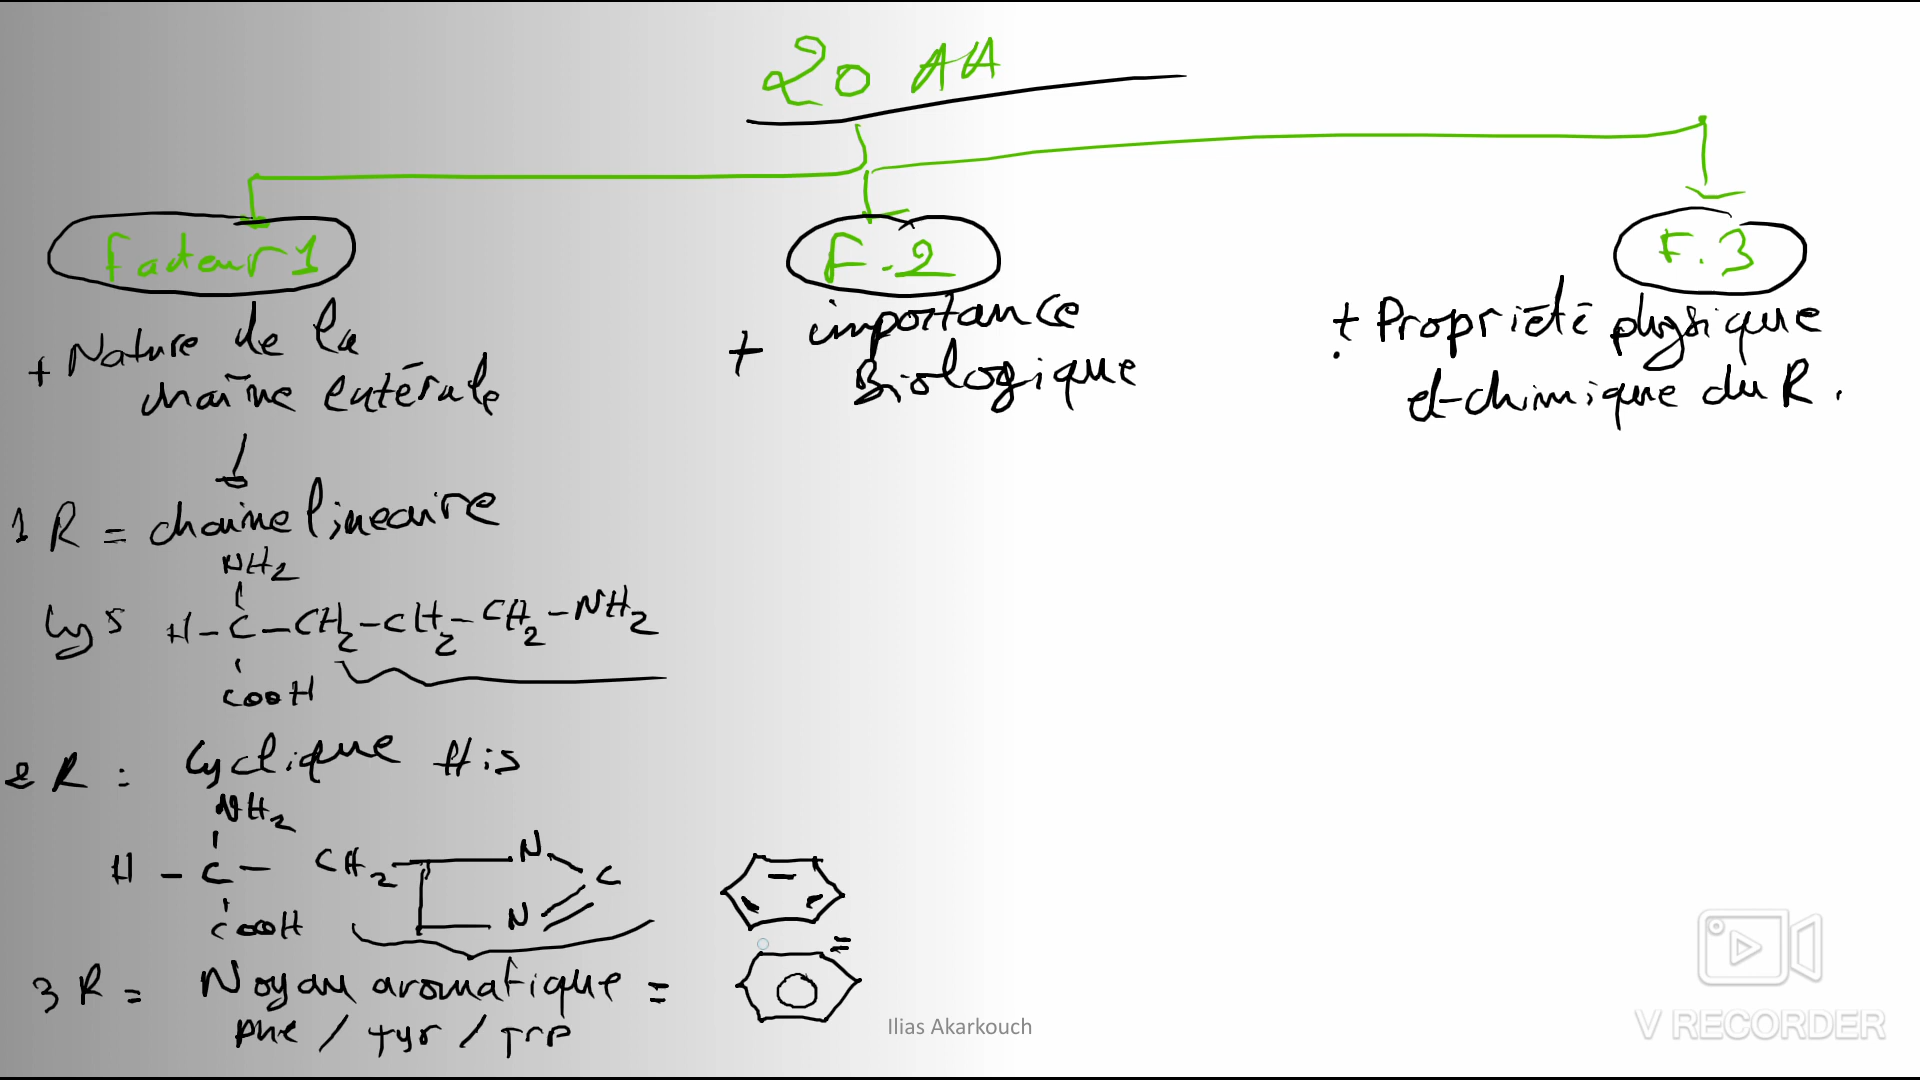 20 AA
Facteur 1
F.2
F.3
+ Nature de la
chaîne latérale
+ importance
Biologique
+ Propriété physique
et-chimique du R.
1 R = chaine lineaire
NH2
Lys H - C - CH2 - CH2 - CH2 - NH2
COOH
2 R : Cyclique His
NH2
H - C - CH2 N C
COOH N
3 R = Noyau aromatique = =
Phe / tyr / Trp
Ilias Akarkouch
V RECORDER